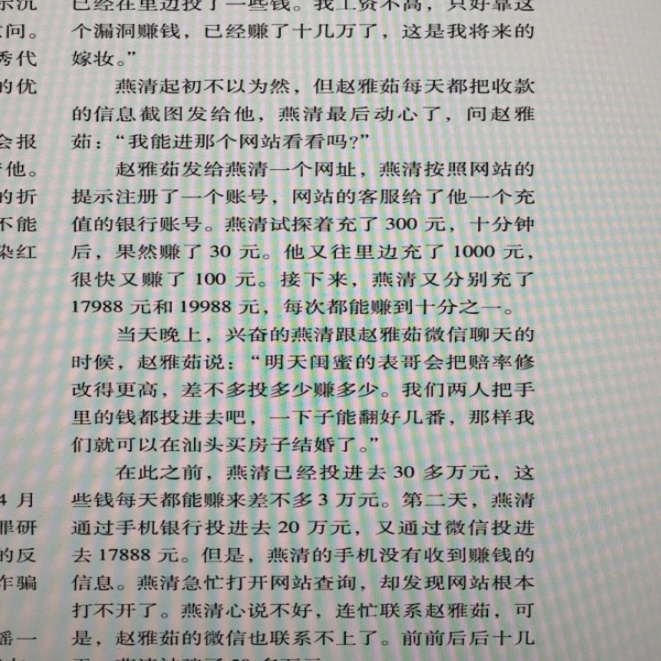 示沉
问。
秀代
的优
会报
他。
的折
不能
染红
4 月
罪研
的反
诈骗
谣一
已经在里边投了一些钱。我工资不高，只好靠这
个漏洞赚钱，已经赚了十几万了，这是我将来的
嫁妆。”
燕清起初不以为然，但赵雅茹每天都把收款
的信息截图发给他，燕清最后动心了，问赵雅
茹：“我能进那个网站看看吗?”
赵雅茹发给燕清一个网址，燕清按照网站的
提示注册了一个账号，网站的客服给了他一个充
值的银行账号。燕清试探着充了 300 元，十分钟
后，果然赚了 30 元。他又往里边充了 1000 元，
很快又赚了 100 元。接下来，燕清又分别充了
17988 元和 19988 元，每次都能赚到十分之一。
当天晚上，兴奋的燕清跟赵雅茹微信聊天的
时候，赵雅茹说：“明天闺蜜的表哥会把赔率修
改得更高，差不多投多少赚多少。我们两人把手
里的钱都投进去吧，一下子能翻好几番，那样我
们就可以在汕头买房子结婚了。”
在此之前，燕清已经投进去 30 多万元，这
些钱每天都能赚来差不多 3 万元。第二天，燕清
通过手机银行投进去 20 万元，又通过微信投进
去 17888 元。但是，燕清的手机没有收到赚钱的
信息。燕清急忙打开网站查询，却发现网站根本
打不开了。燕清心说不好，连忙联系赵雅茹，可
是，赵雅茹的微信也联系不上了。前前后后十几